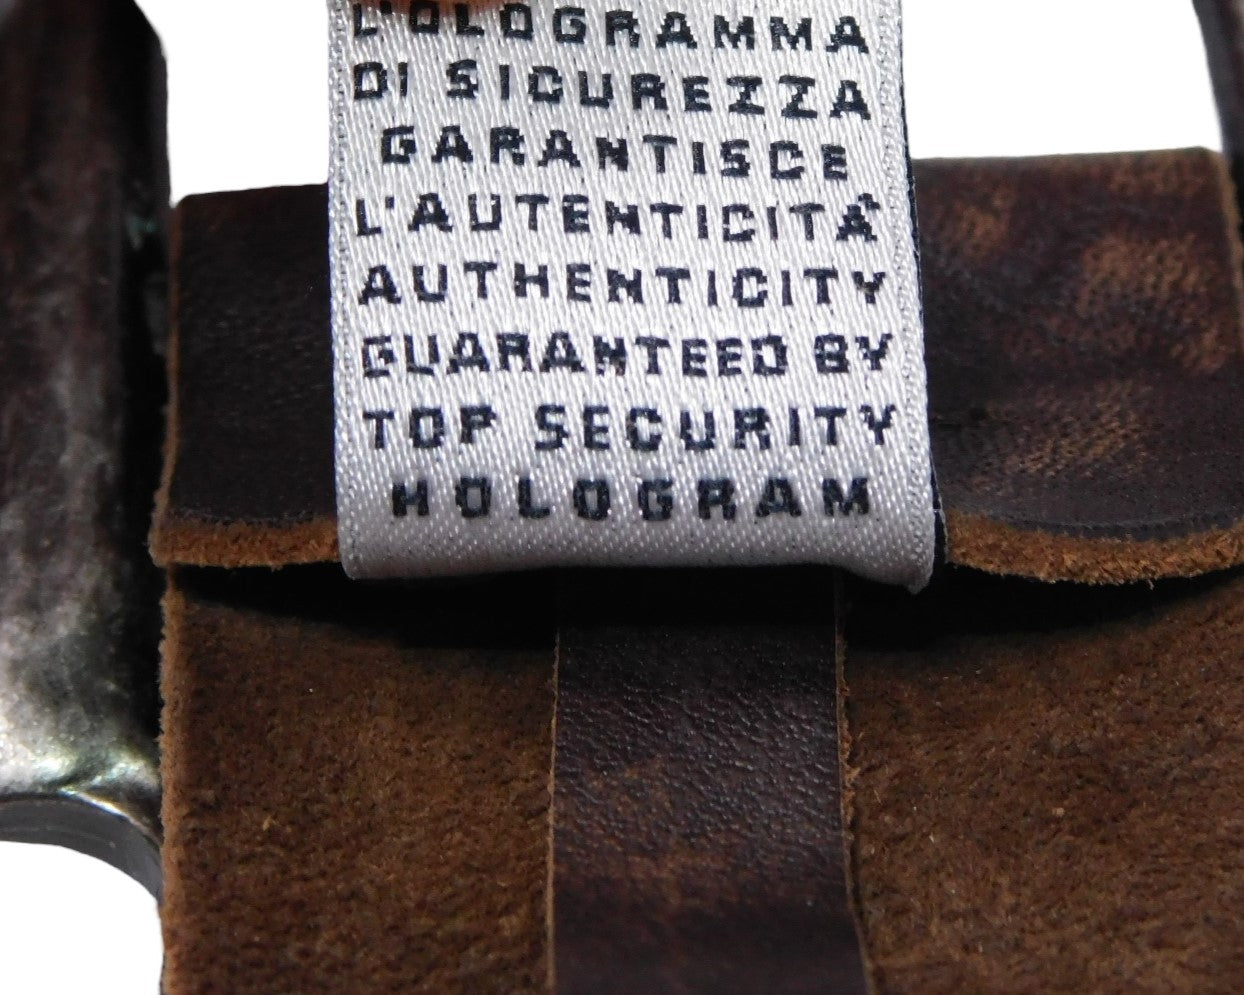 L'OLOGRAMMA
DI SICUREZZA
GARANTISCE
L'AUTENTICITÀ
AUTHENTICITY
GUARANTEED BY
TOP SECURITY
HOLOGRAM